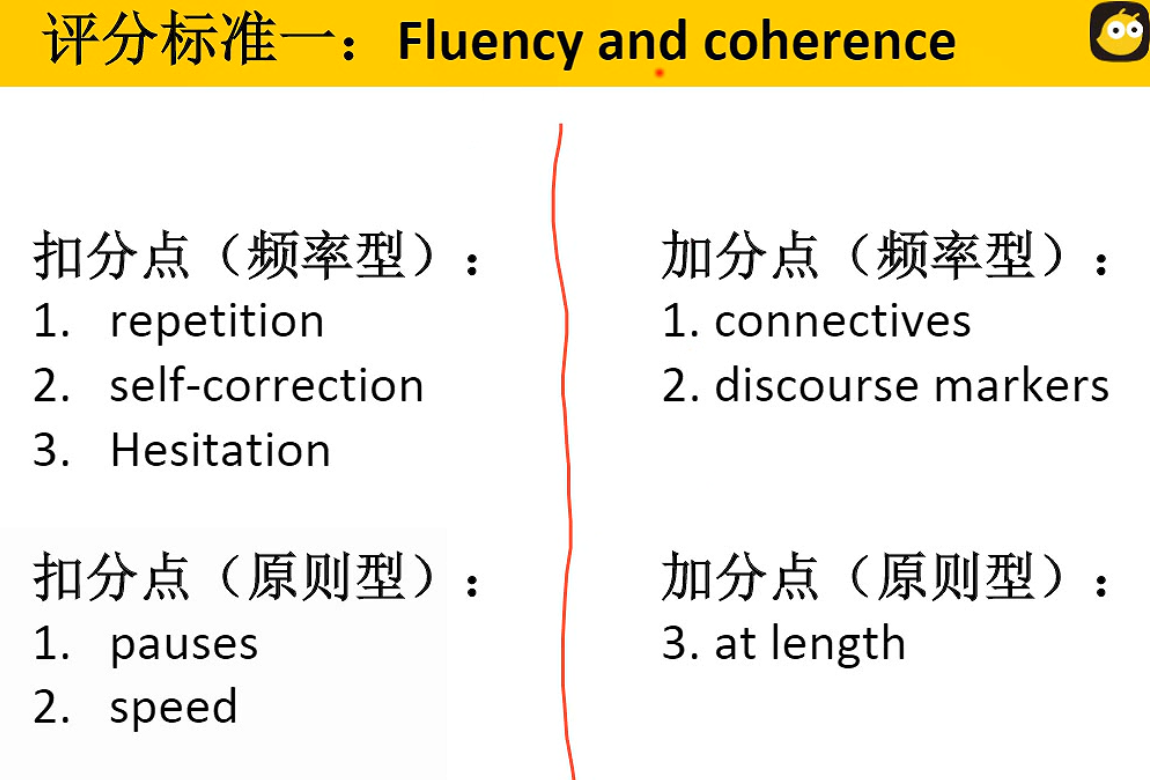 评分标准一：Fluency and coherence
扣分点（频率型）：
1. repetition
2. self-correction
3. Hesitation
扣分点（原则型）：
1. pauses
2. speed
加分点（频率型）：
1. connectives
2. discourse markers
加分点（原则型）：
3. at length